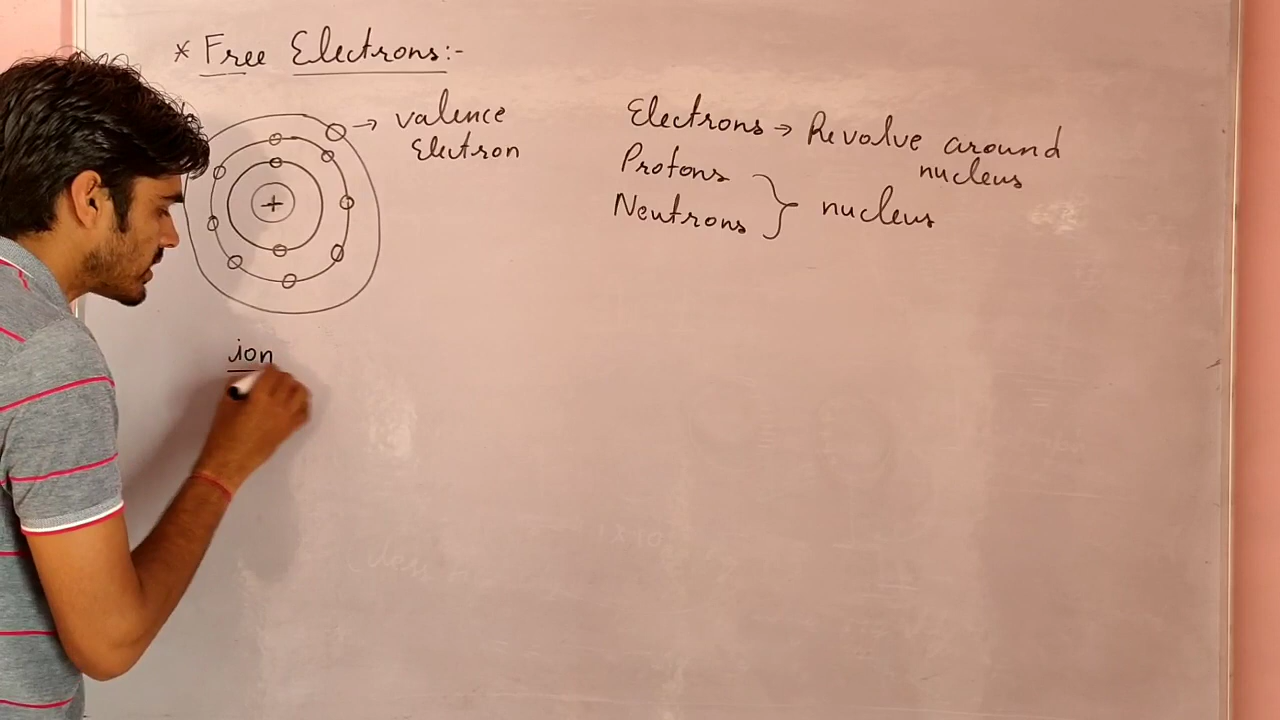 * Free Electrons:-
valence
Electron
+
Electrons → Revolve around
nucleus
Protons
Neutrons } nucleus
ion